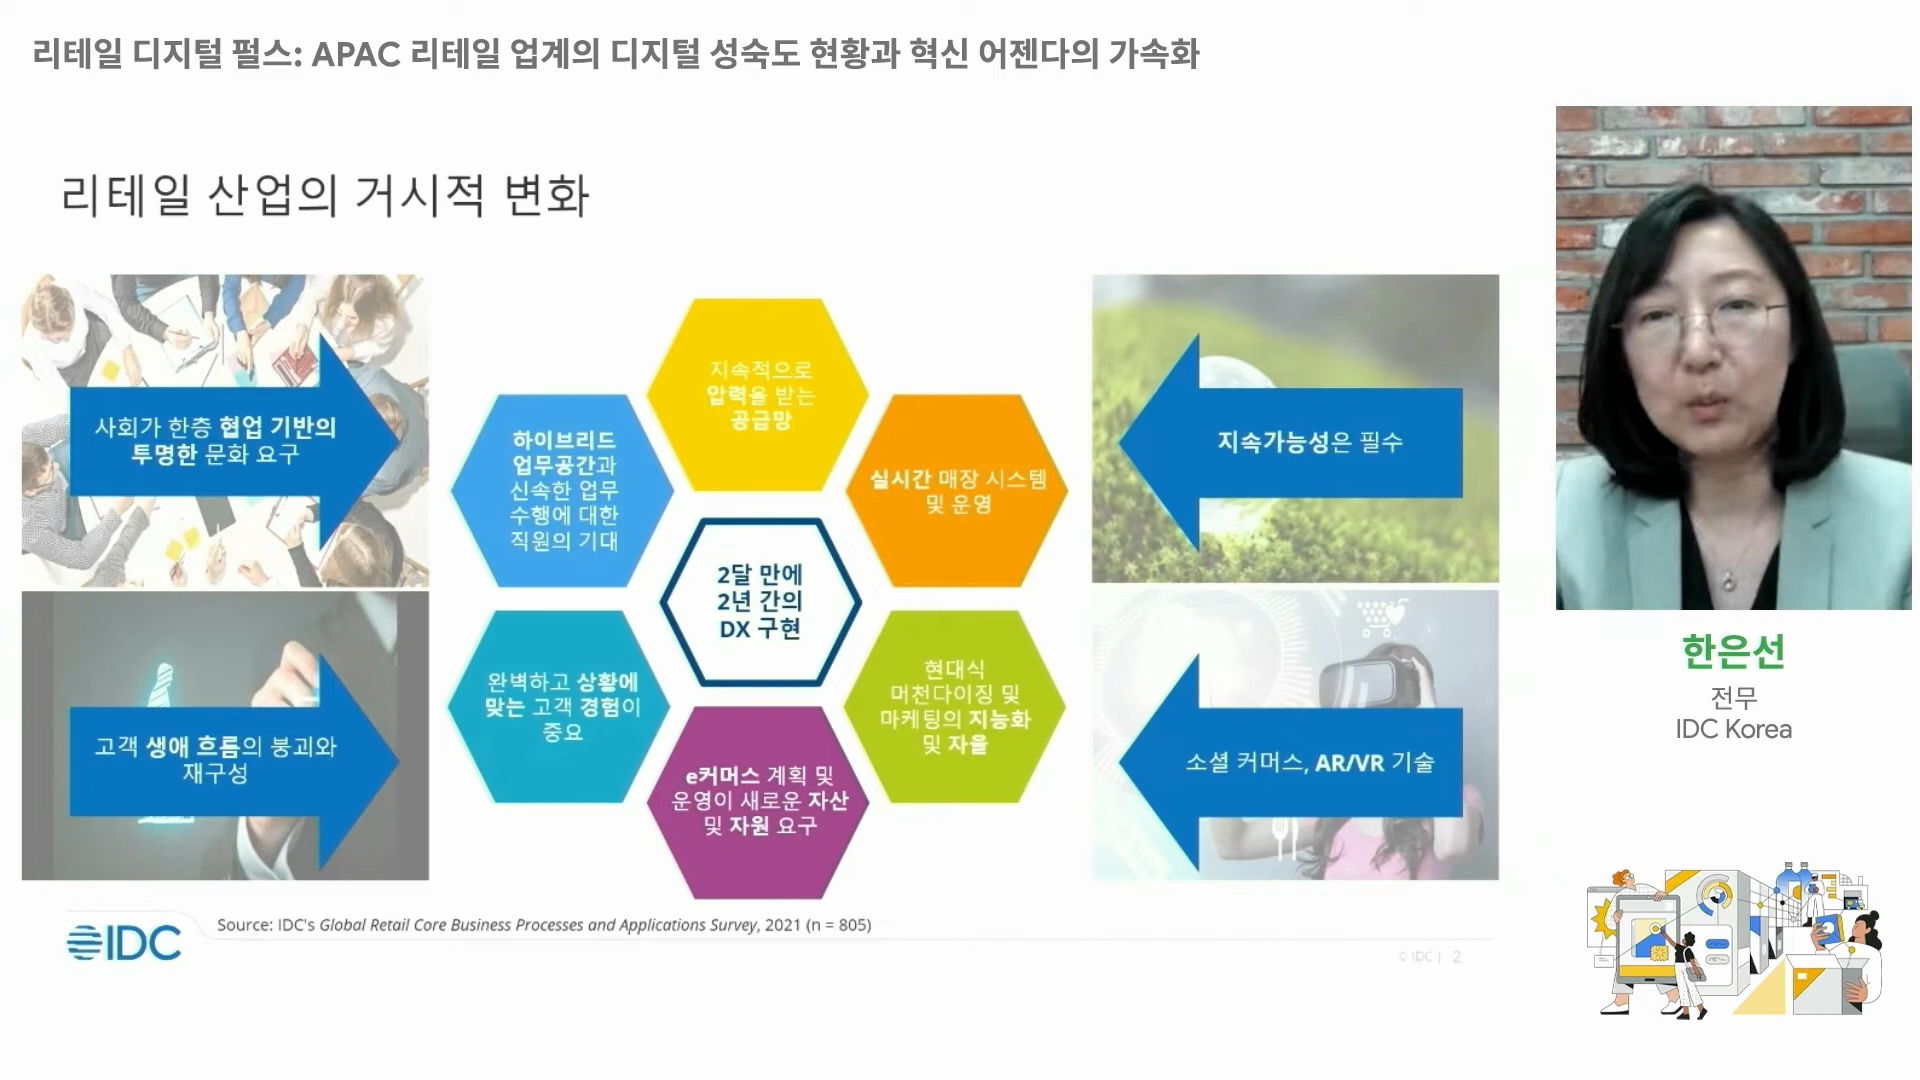 리테일 디지털 펄스: APAC 리테일 업계의 디지털 성숙도 현황과 혁신 어젠다의 가속화
리테일 산업의 거시적 변화
사회가 한층 협업 기반의
투명한 문화 요구
고객 생애 흐름의 붕괴와
재구성
지속적으로
압력을 받는
공급망
하이브리드
업무공간과
신속한 업무
수행에 대한
직원의 기대
실시간 매장 시스템
및 운영
2달 만에
2년 간의
DX 구현
완벽하고 상황에
맞는 고객 경험이
중요
현대식
머천다이징 및
마케팅의 지능화
및 자율
e커머스 계획 및
운영이 새로운 자산
및 자원 요구
지속가능성은 필수
소셜 커머스, AR/VR 기술
IDC
Source: IDC's Global Retail Core Business Processes and Applications Survey, 2021 (n = 805)
© IDC | 2
한은선
전무
IDC Korea